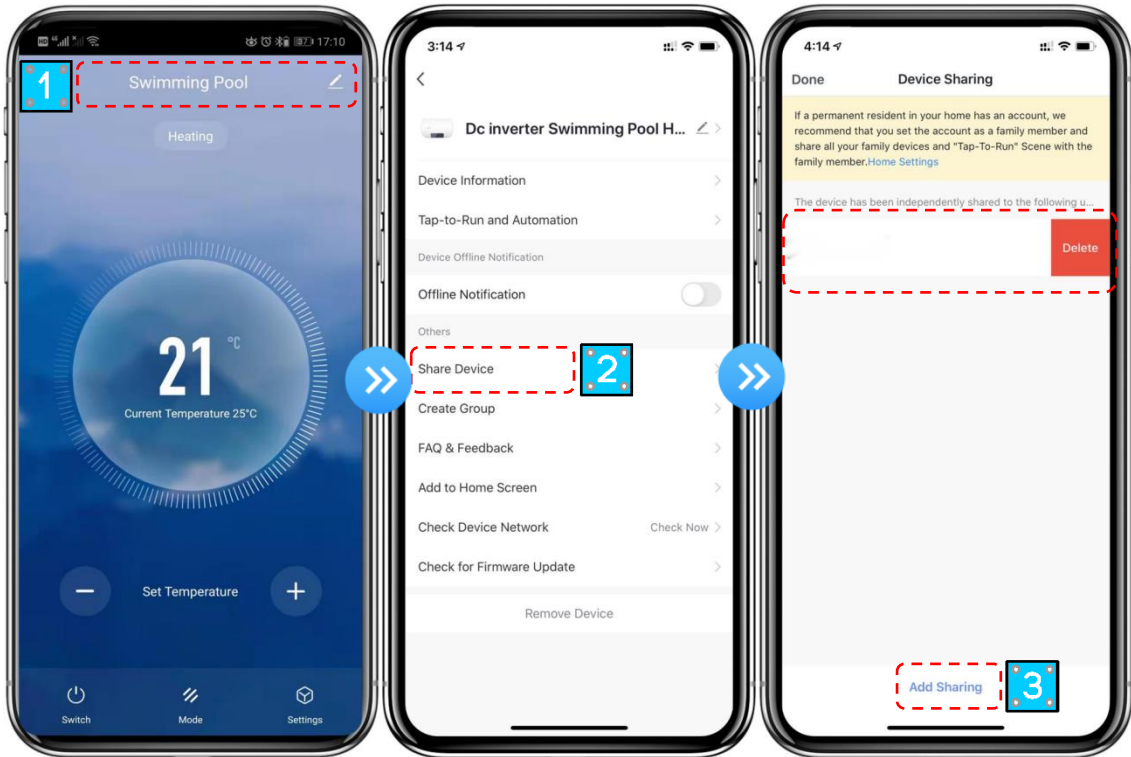 HD 4G 37 17:10
1
Swimming Pool
Heating
21 °C
Current Temperature 25°C
Set Temperature
Switch Mode Settings
3:14
Dc inverter Swimming Pool H...
Device Information
Tap-to-Run and Automation
Device Offline Notification
Offline Notification
Others
Share Device
2
Create Group
FAQ & Feedback
Add to Home Screen
Check Device Network Check Now
Check for Firmware Update
Remove Device
4:14
Done Device Sharing
If a permanent resident in your home has an account, we
recommend that you set the account as a family member and
share all your family devices and "Tap-To-Run" Scene with the
family member.Home Settings
The device has been independently shared to the following u...
Delete
Add Sharing
3